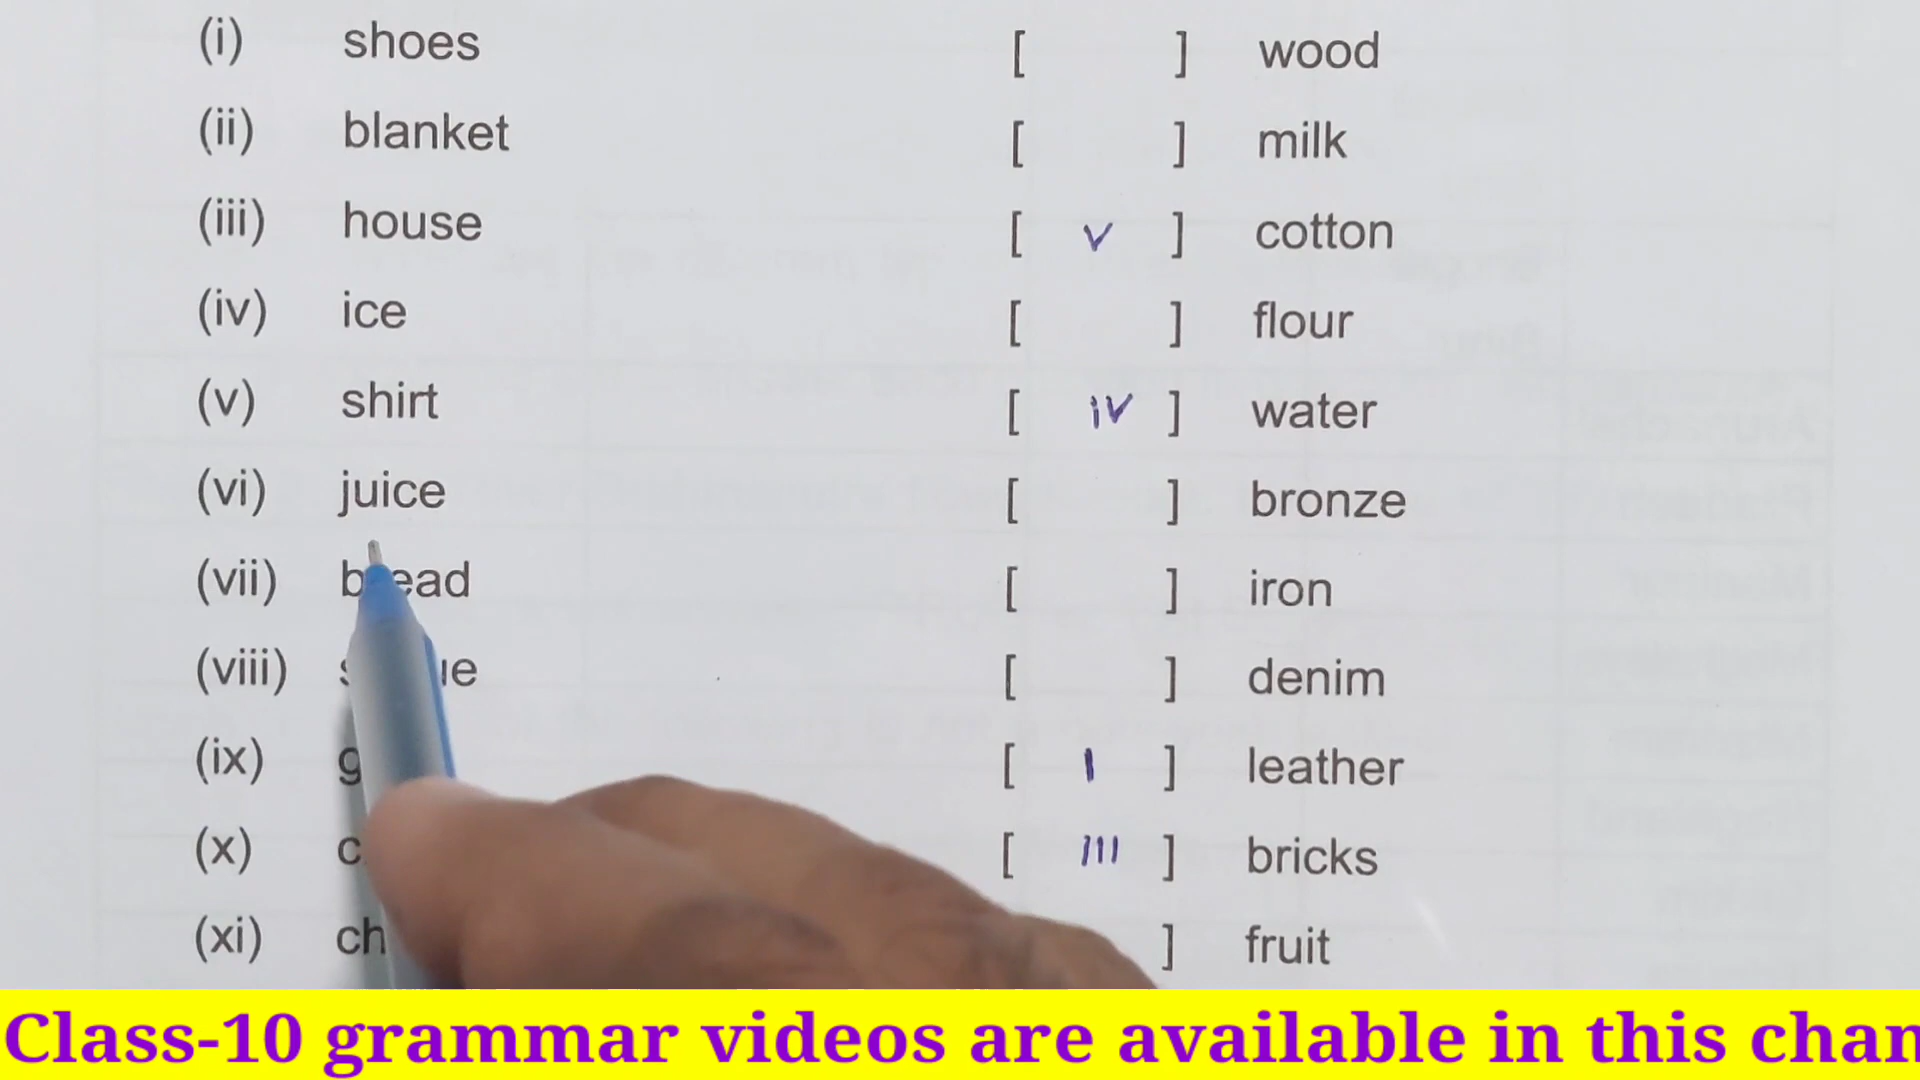 (i) shoes [ ] wood
(ii) blanket [ ] milk
(iii) house [ v ] cotton
(iv) ice [ ] flour
(v) shirt [ iv ] water
(vi) juice [ ] bronze
(vii) bread [ ] iron
(viii) [ ] denim
(ix) [ I ] leather
(x) [ III ] bricks
(xi) ] fruit
Class-10 grammar videos are available in this chan